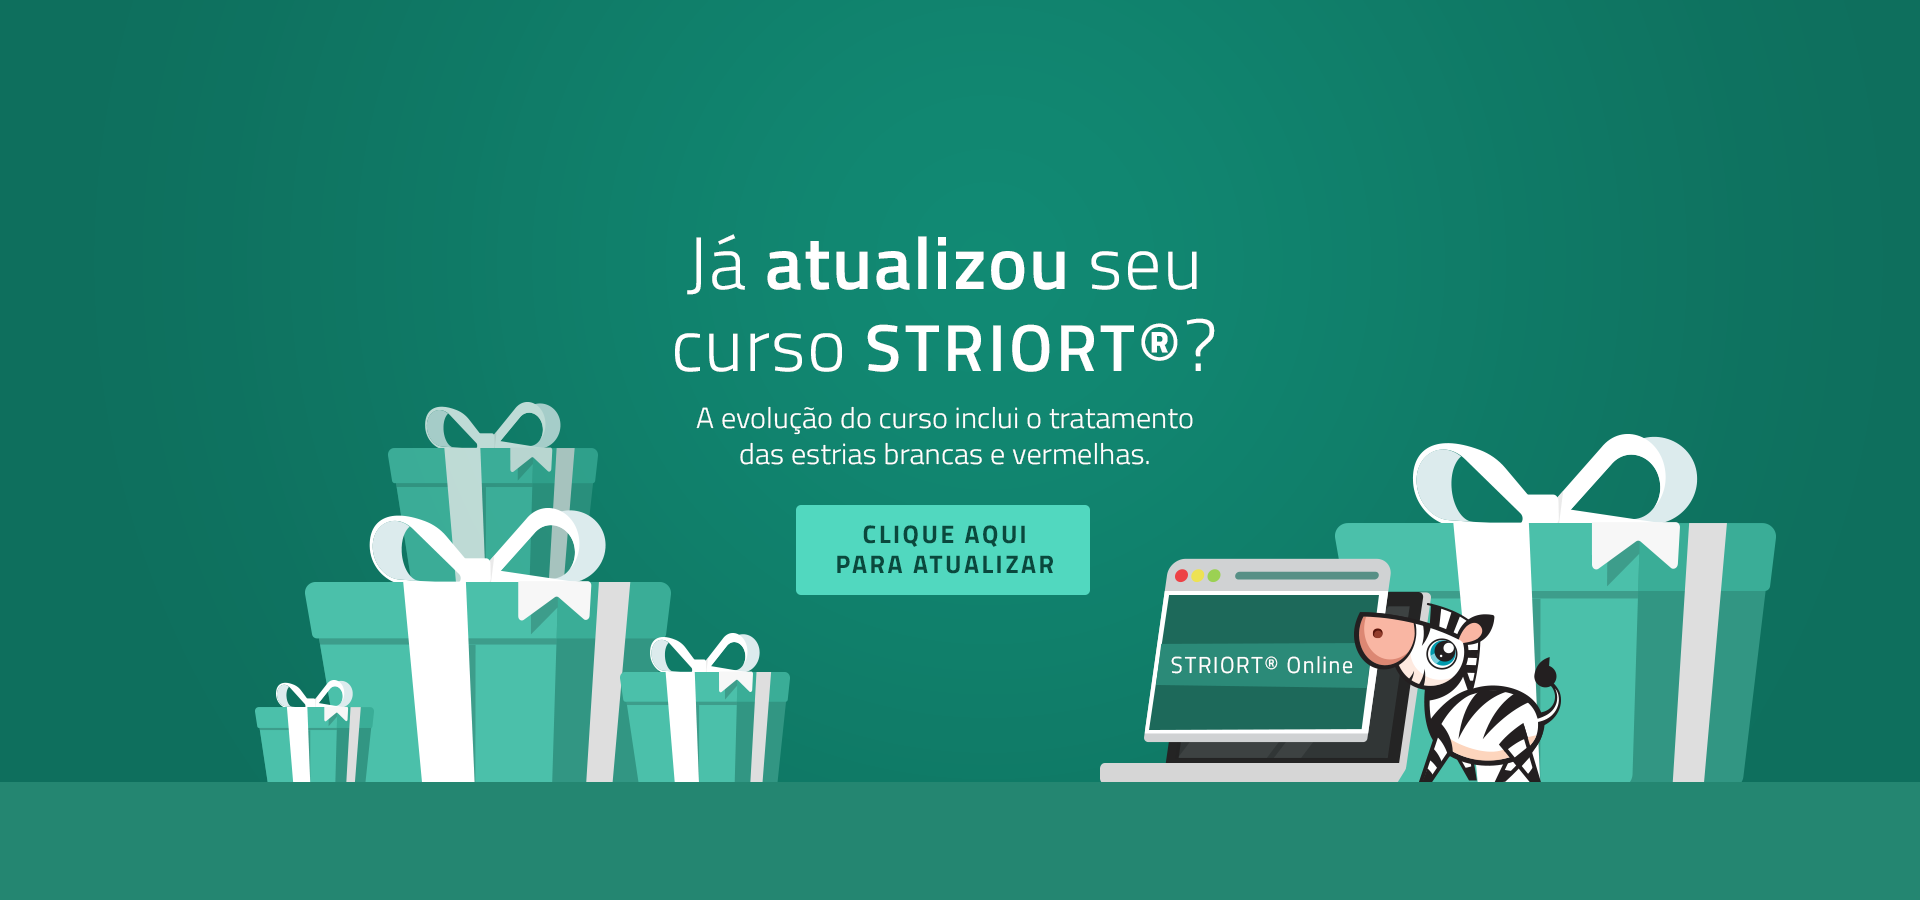 Já atualizou seu
curso STRIORT®?
A evolução do curso inclui o tratamento
das estrias brancas e vermelhas.
CLIQUE AQUI
PARA ATUALIZAR
STRIORT® Online